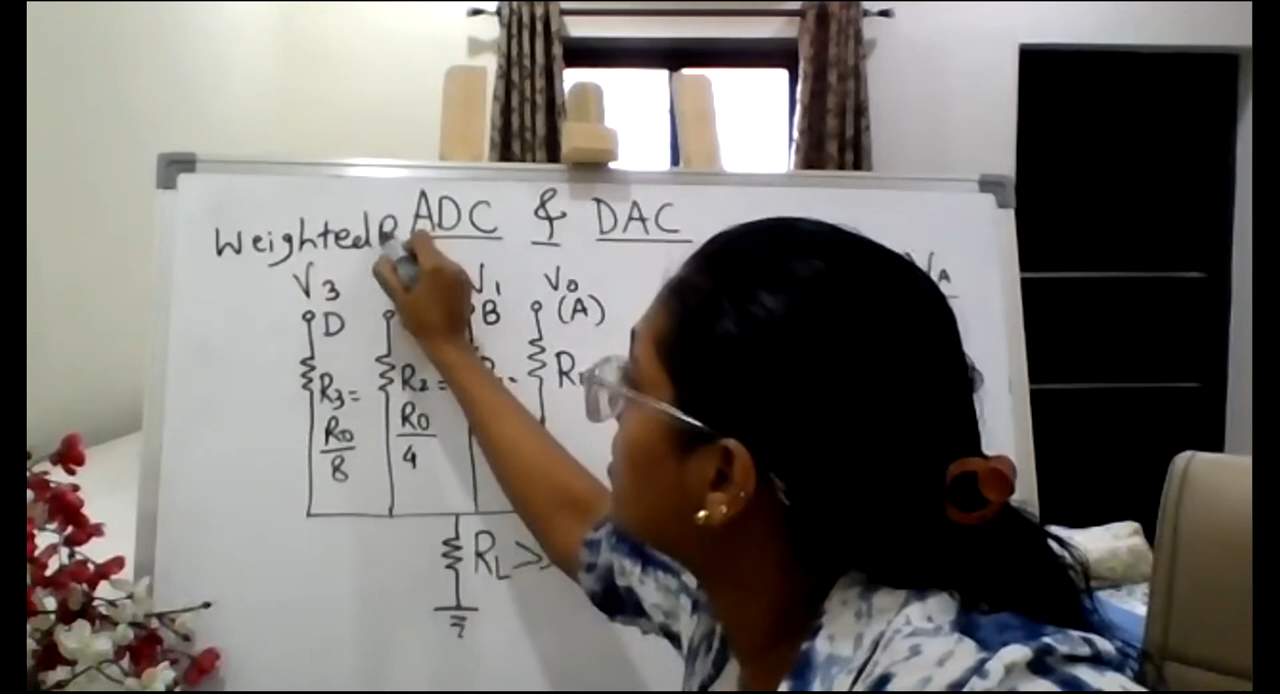 ADC & DAC
Weighted R
V3 V1 V0 VA
D B (A)
R3= R2= R
R0/8 R0/4
RL >>